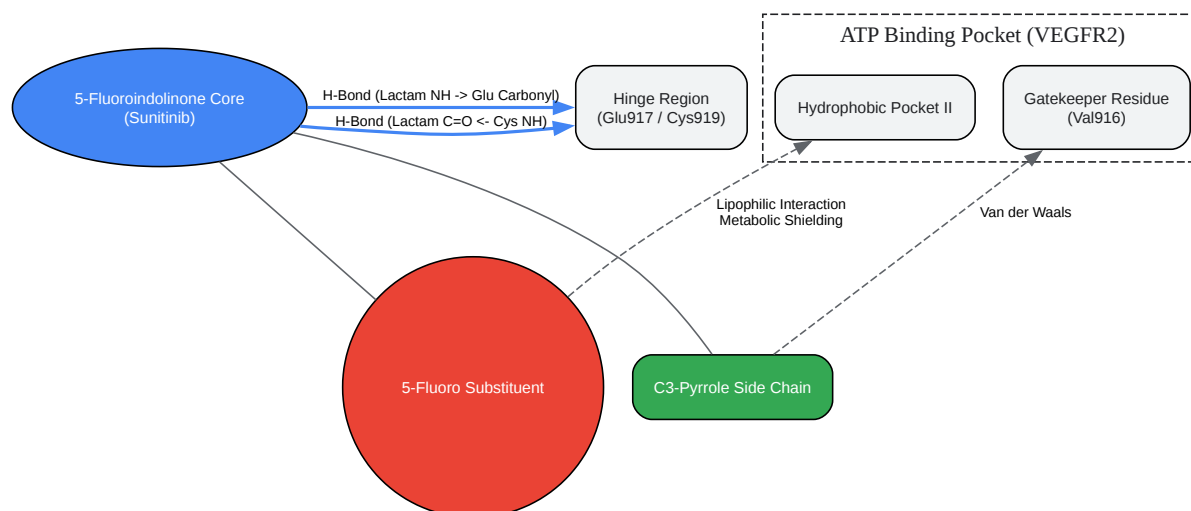 ATP Binding Pocket (VEGFR2)
5-Fluoroindolinone Core
(Sunitinib)
H-Bond (Lactam NH -> Glu Carbonyl)
H-Bond (Lactam C=O <- Cys NH)
Hinge Region
(Glu917 / Cys919)
Hydrophobic Pocket II
Gatekeeper Residue
(Val916)
Lipophilic Interaction
Metabolic Shielding
Van der Waals
5-Fluoro Substituent
C3-Pyrrole Side Chain